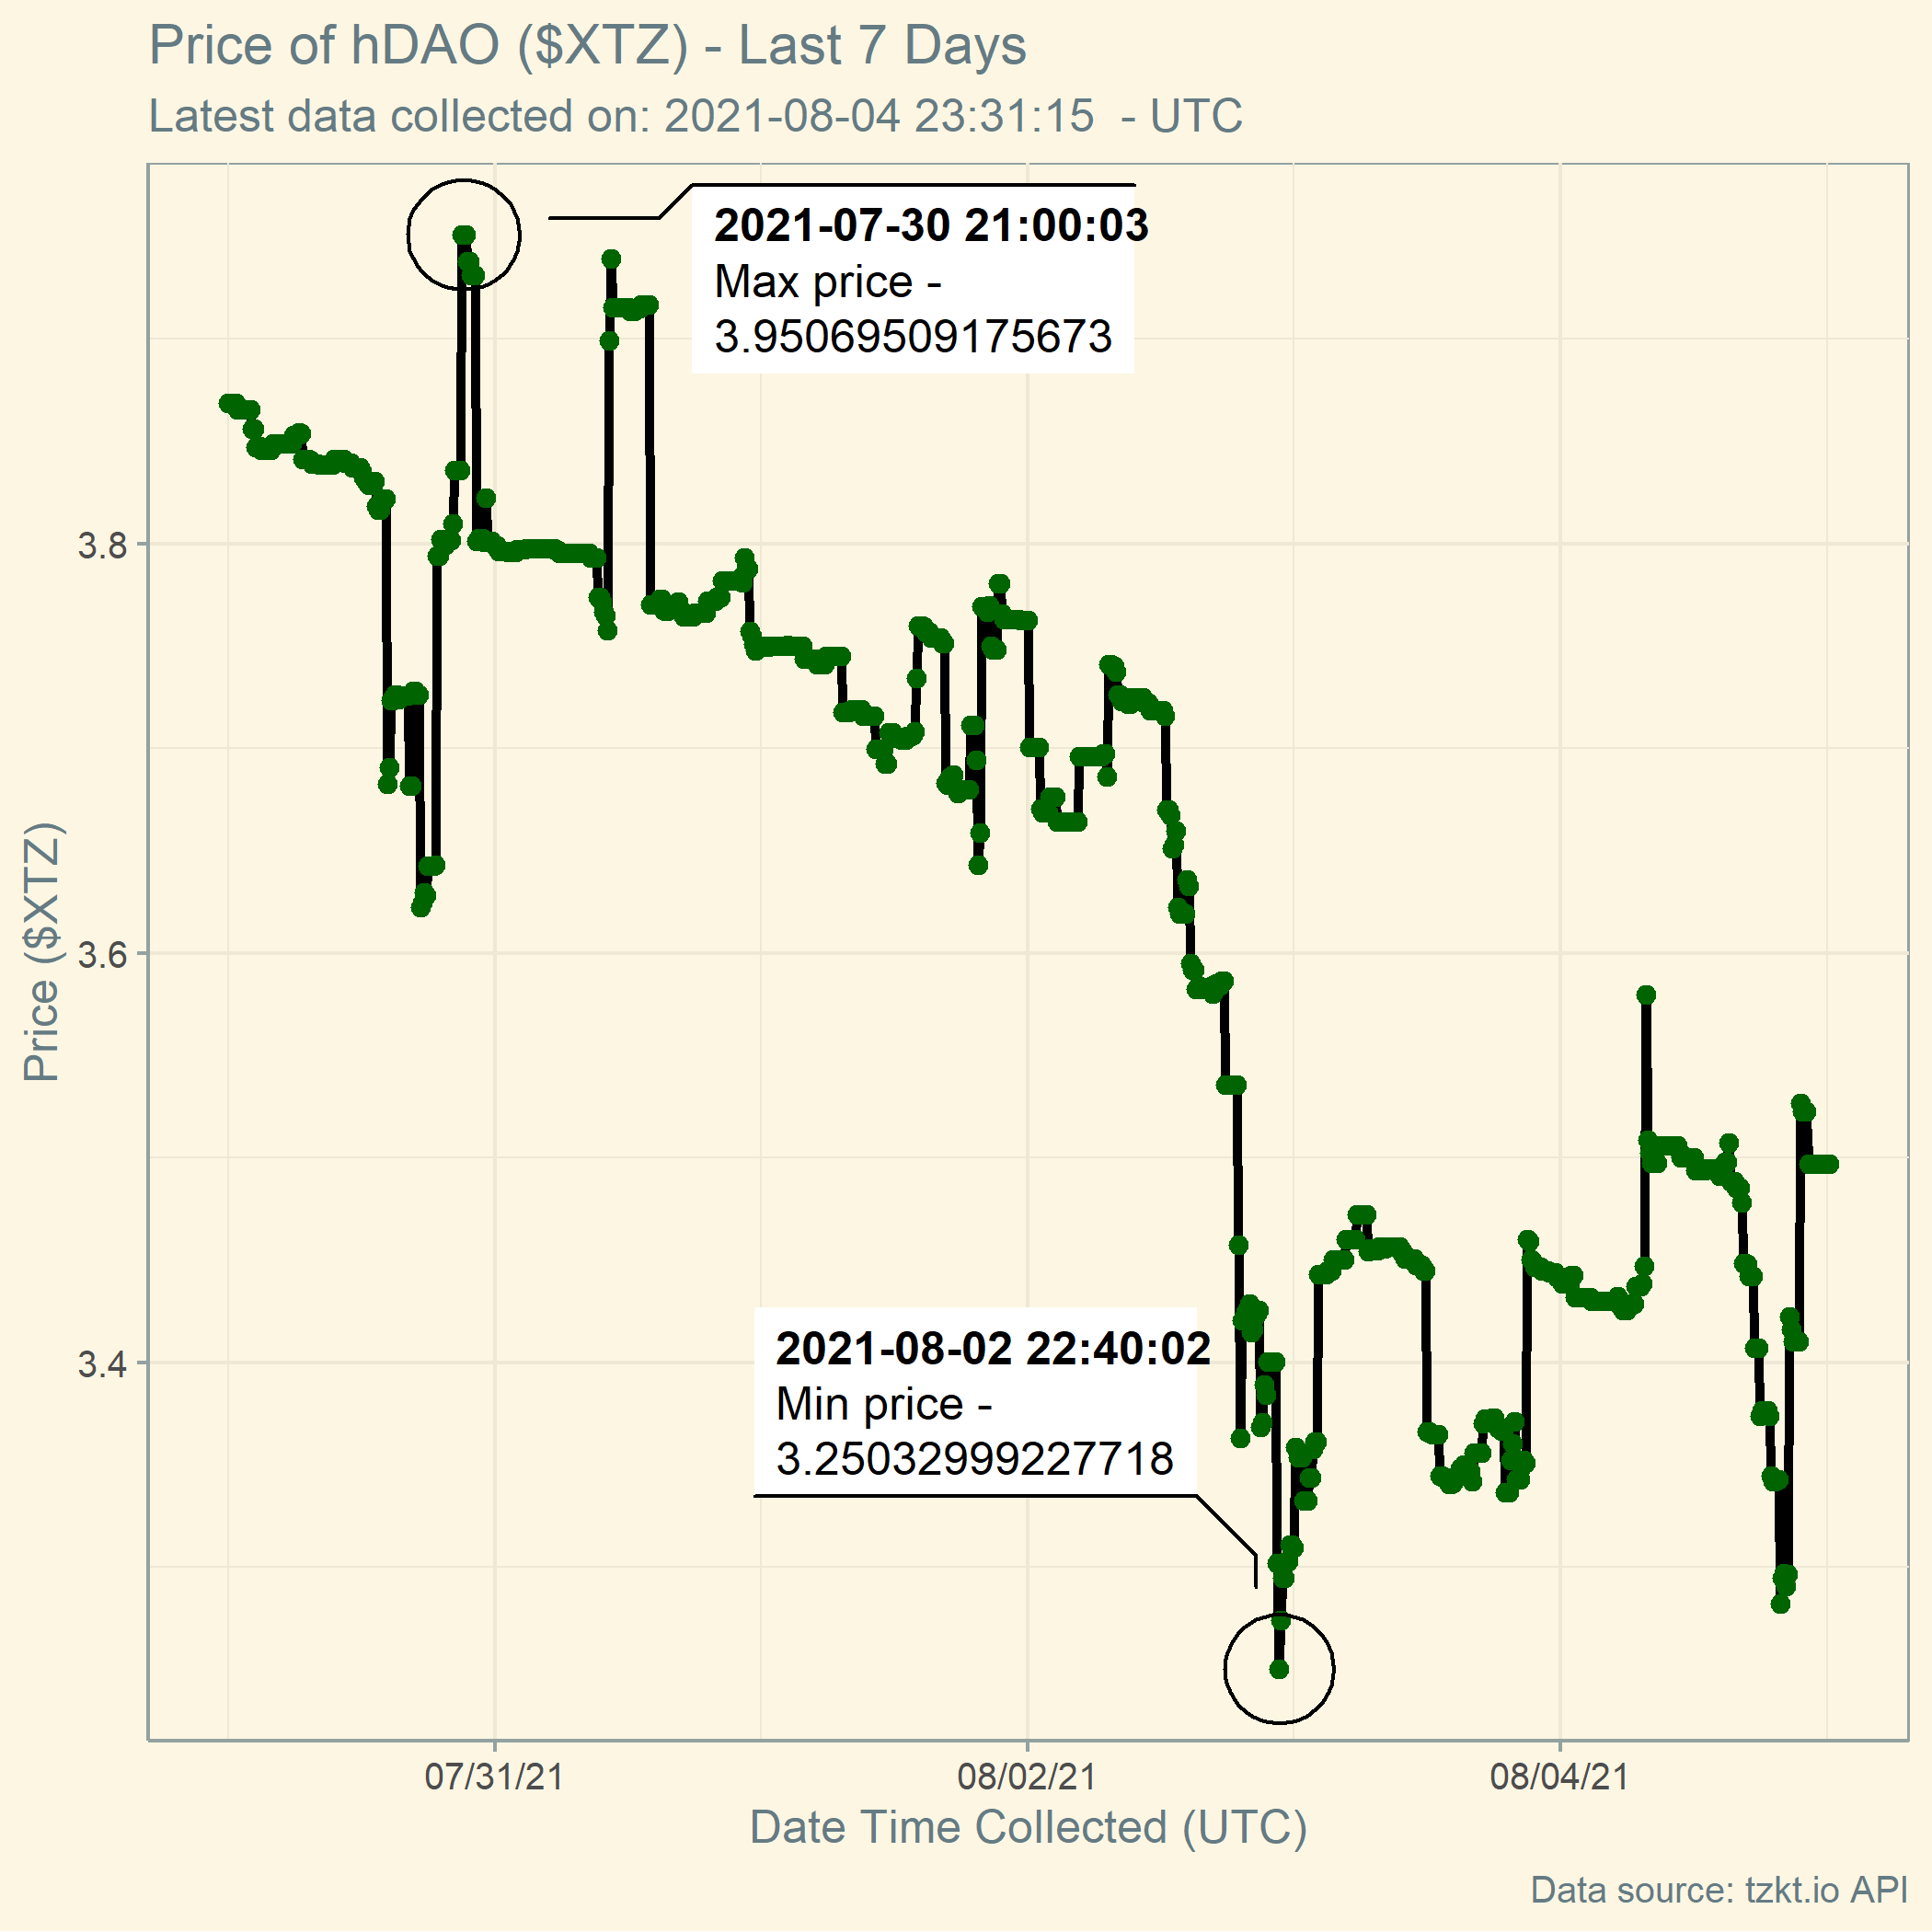 Price of hDAO ($XTZ) - Last 7 Days
Latest data collected on: 2021-08-04 23:31:15  - UTC
2021-07-30 21:00:03
Max price -
3.95069509175673
3.8
3.6
3.4
Price ($XTZ)
2021-08-02 22:40:02
Min price -
3.25032999227718
07/31/21
08/02/21
08/04/21
Date Time Collected (UTC)
Data source: tzkt.io API